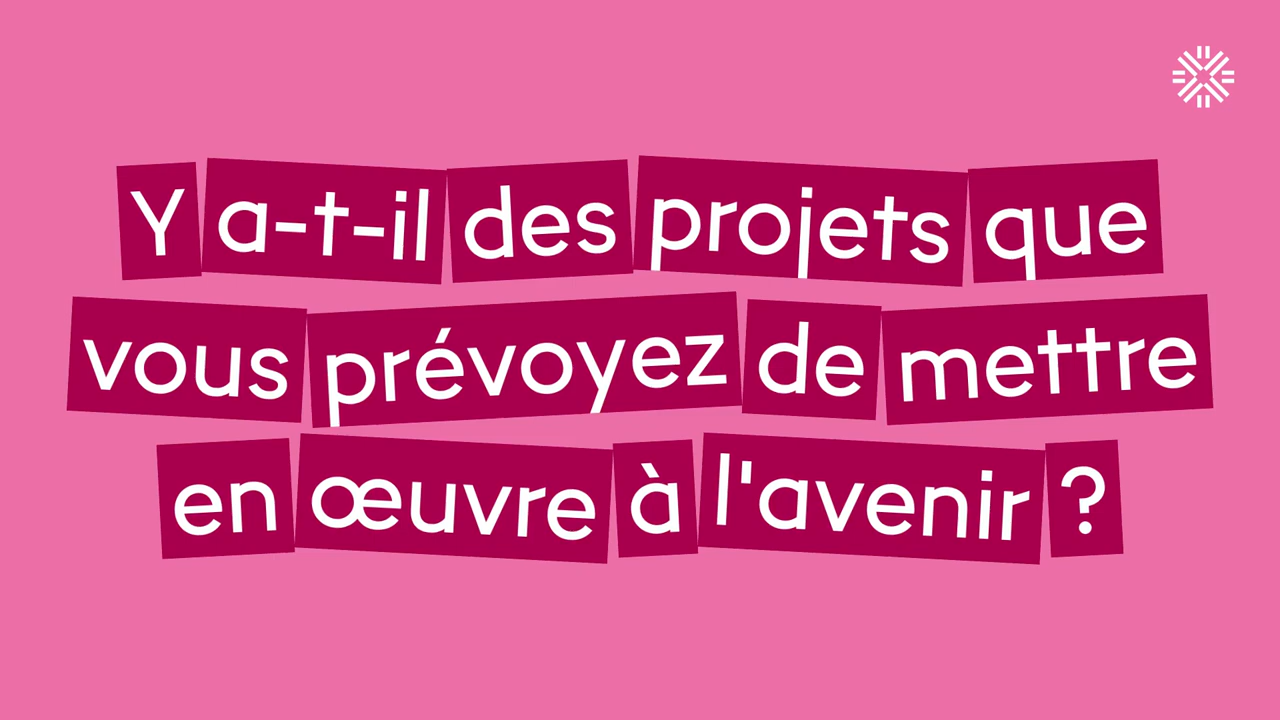 Y a-t-il des projets que
vous prévoyez de mettre
en œuvre à l'avenir ?